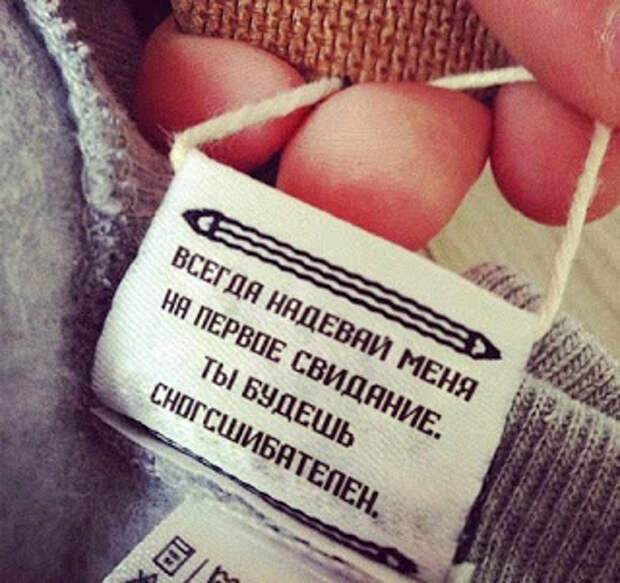 ВСЕГДА НАДЕВАЙ МЕНЯ
НА ПЕРВОЕ СВИДАНИЕ.
ТЫ БУДЕШЬ
СНОГСШИБАТЕЛЕН.